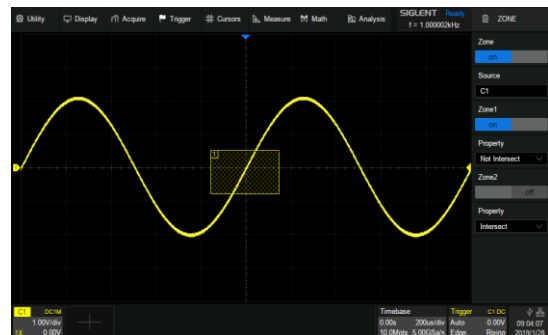 Utility Display Acquire Trigger Cursors Measure Math Analysis SIGLENT Ready
f = 1.000002kHz
ZONE
Zone
on
Source
C1
Zone1
on
Property
Not Intersect
Zone2
off
Property
Intersect
1
C1 DC1M
1.00V/div
1X 0.00V
Timebase
0.00s 200us/div
10.0Mpts 5.00GSa/s
Trigger C1 DC
Auto 0.00V
Edge Rising
09:04:07
2019/1/28